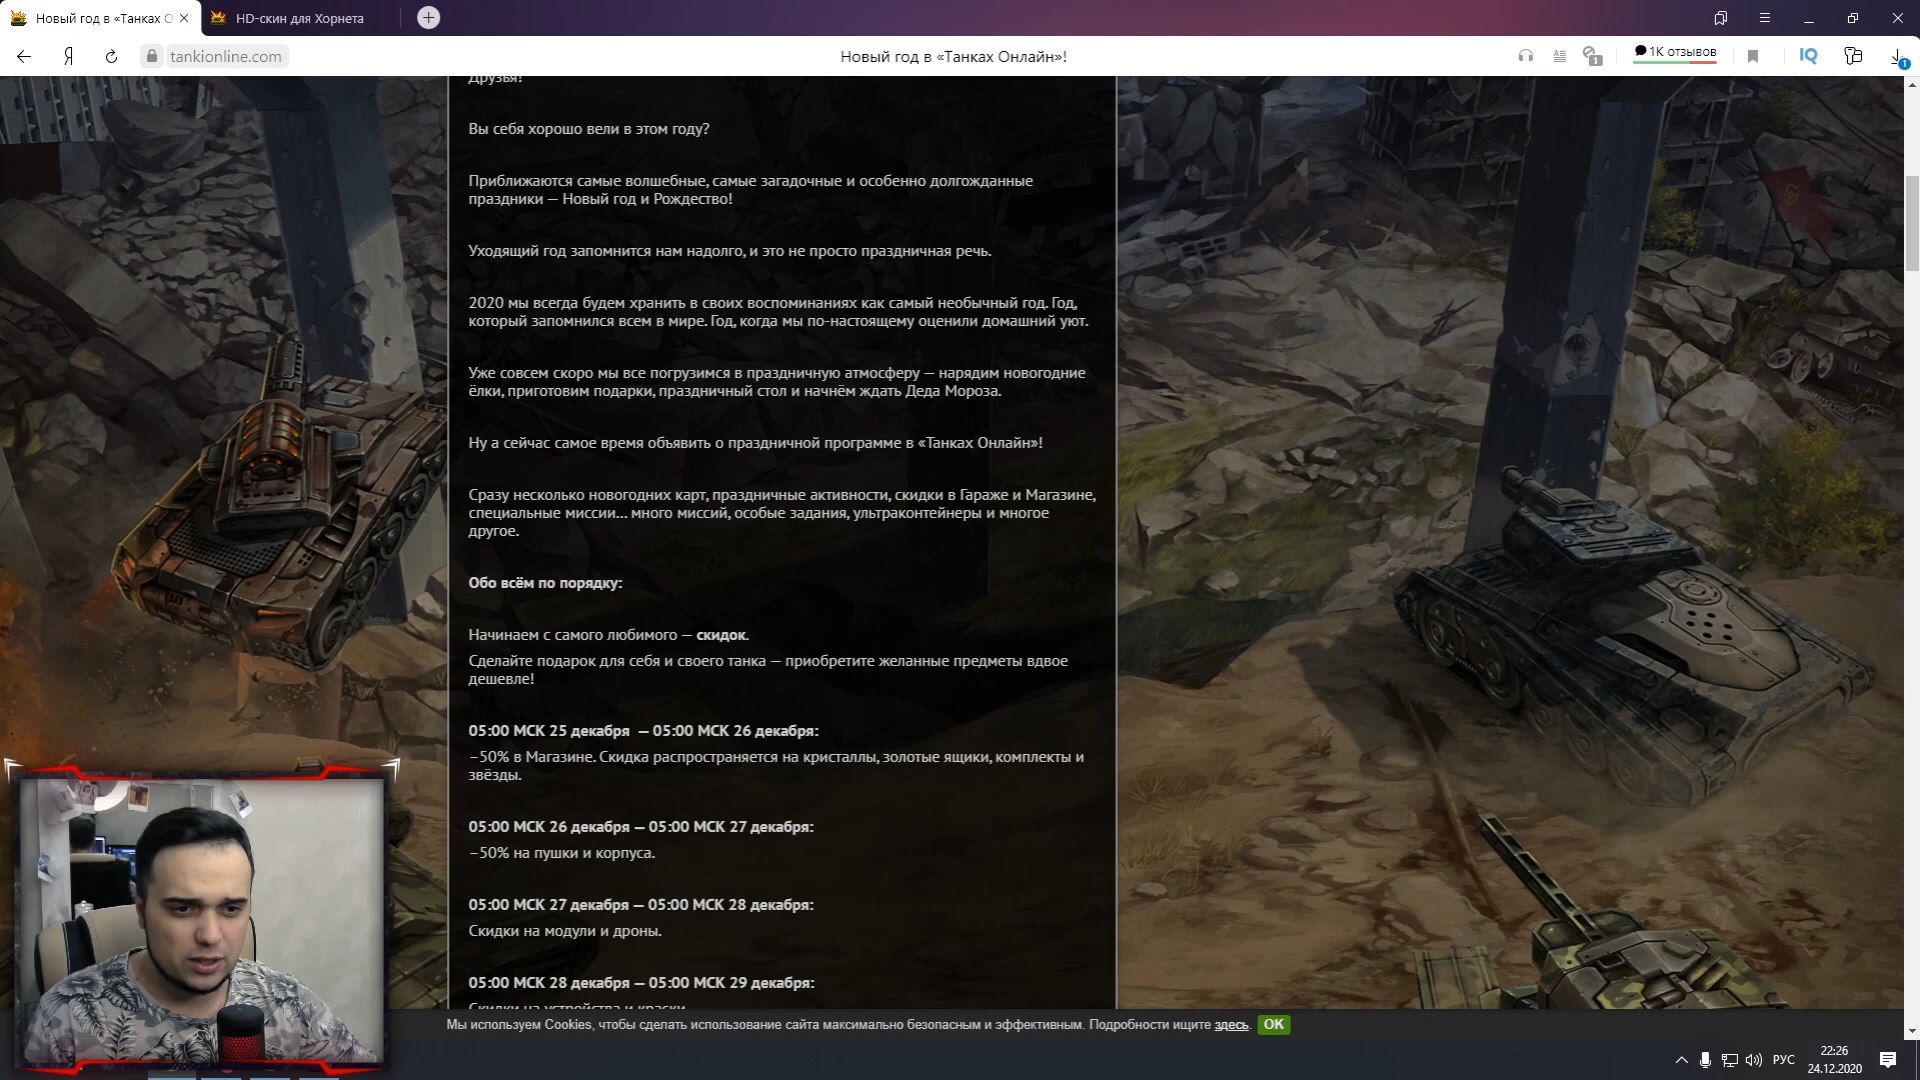 Новый год в «Танках О
HD-скин для Хорнета
tankionline.com
Новый год в «Танках Онлайн»!
1
1К отзывов
IQ
1
Друзья!
Вы себя хорошо вели в этом году?
Приближаются самые волшебные, самые загадочные и особенно долгожданные
праздники — Новый год и Рождество!
Уходящий год запомнится нам надолго, и это не просто праздничная речь.
2020 мы всегда будем хранить в своих воспоминаниях как самый необычный год. Год,
который запомнился всем в мире. Год, когда мы по-настоящему оценили домашний уют.
Уже совсем скоро мы все погрузимся в праздничную атмосферу — нарядим новогодние
ёлки, приготовим подарки, праздничный стол и начнём ждать Деда Мороза.
Ну а сейчас самое время объявить о праздничной программе в «Танках Онлайн»!
Сразу несколько новогодних карт, праздничные активности, скидки в Гараже и Магазине,
специальные миссии... много миссий, особые задания, ультраконтейнеры и многое
другое.
Обо всём по порядку:
Начинаем с самого любимого — скидок.
Сделайте подарок для себя и своего танка — приобретите желанные предметы вдвое
дешевле!
05:00 МСК 25 декабря — 05:00 МСК 26 декабря:
–50% в Магазине. Скидка распространяется на кристаллы, золотые ящики, комплекты и
звёзды.
05:00 МСК 26 декабря — 05:00 МСК 27 декабря:
–50% на пушки и корпуса.
05:00 МСК 27 декабря — 05:00 МСК 28 декабря:
Скидки на модули и дроны.
05:00 МСК 28 декабря — 05:00 МСК 29 декабря:
Скидки на устройства и краски.
Мы используем Cookies, чтобы сделать использование сайта максимально безопасным и эффективным. Подробности ищите здесь. OK
РУС
22:26
24.12.2020